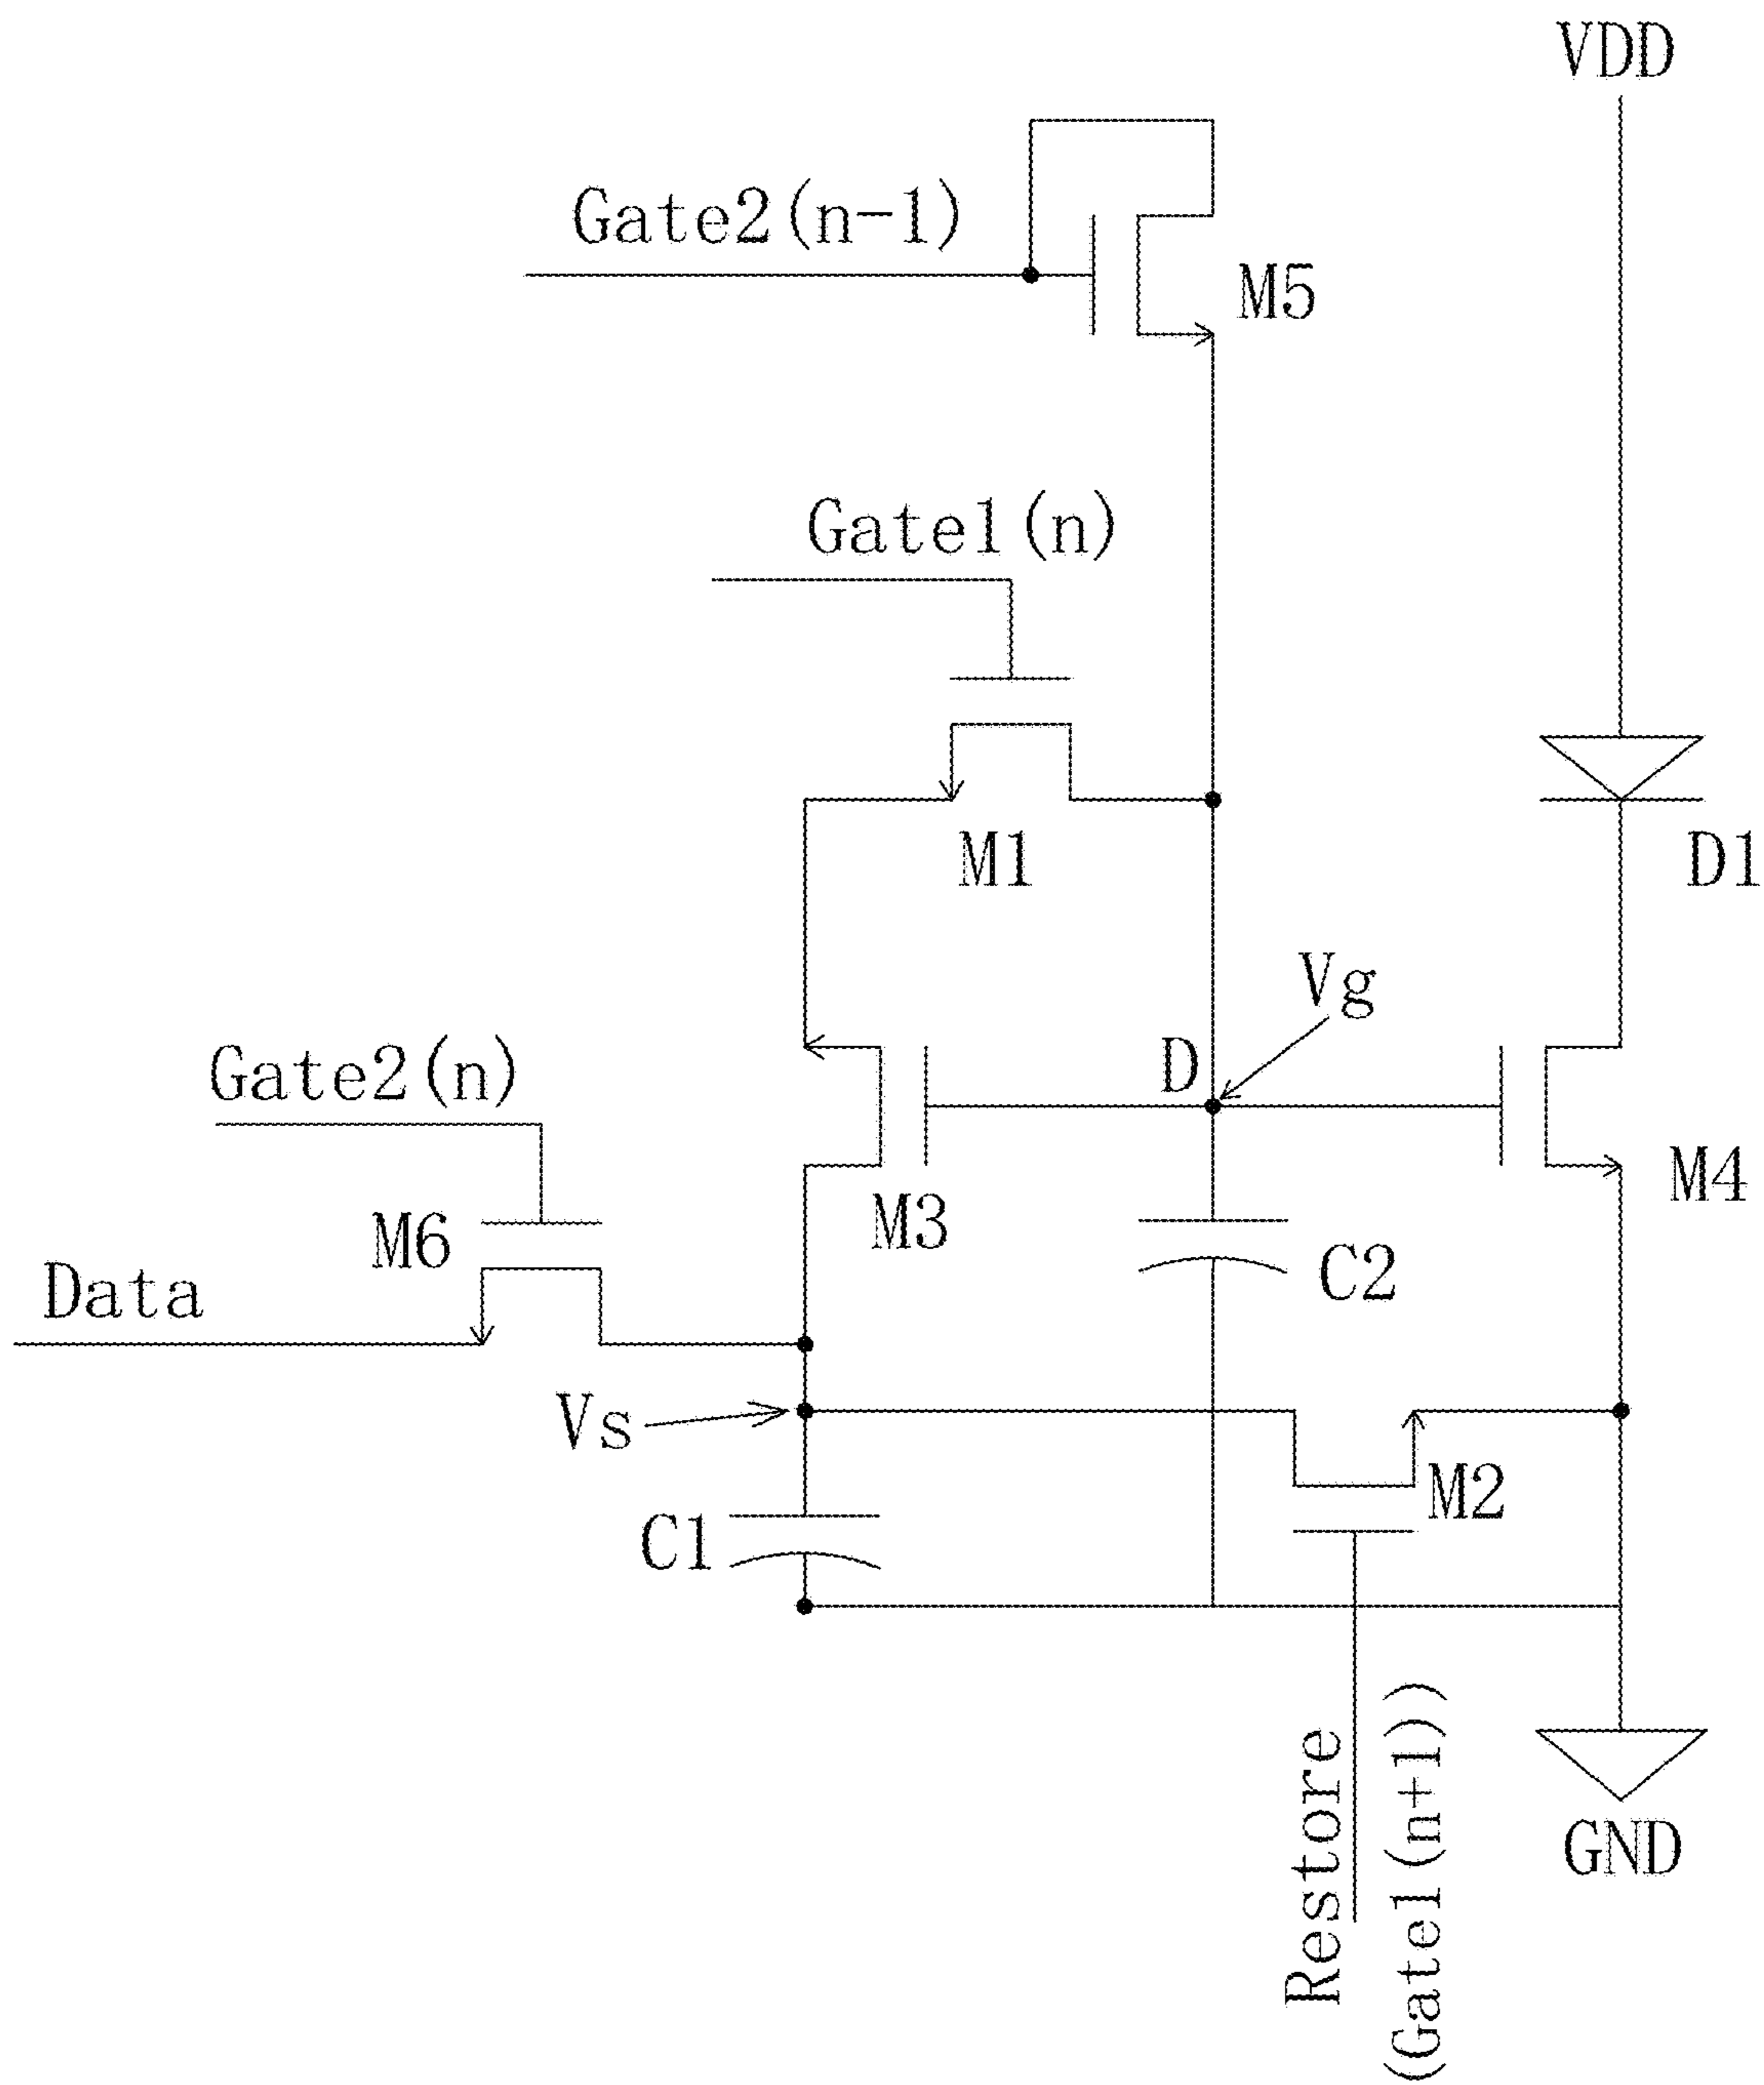 VDD
Gate2(n-1)
M5
Gate1(n)
M1
D1
Vg
D
Gate2(n)
M3
M4
M6
C2
Data
Vs
M2
C1
Restore
(Gate1(n+1))
GND